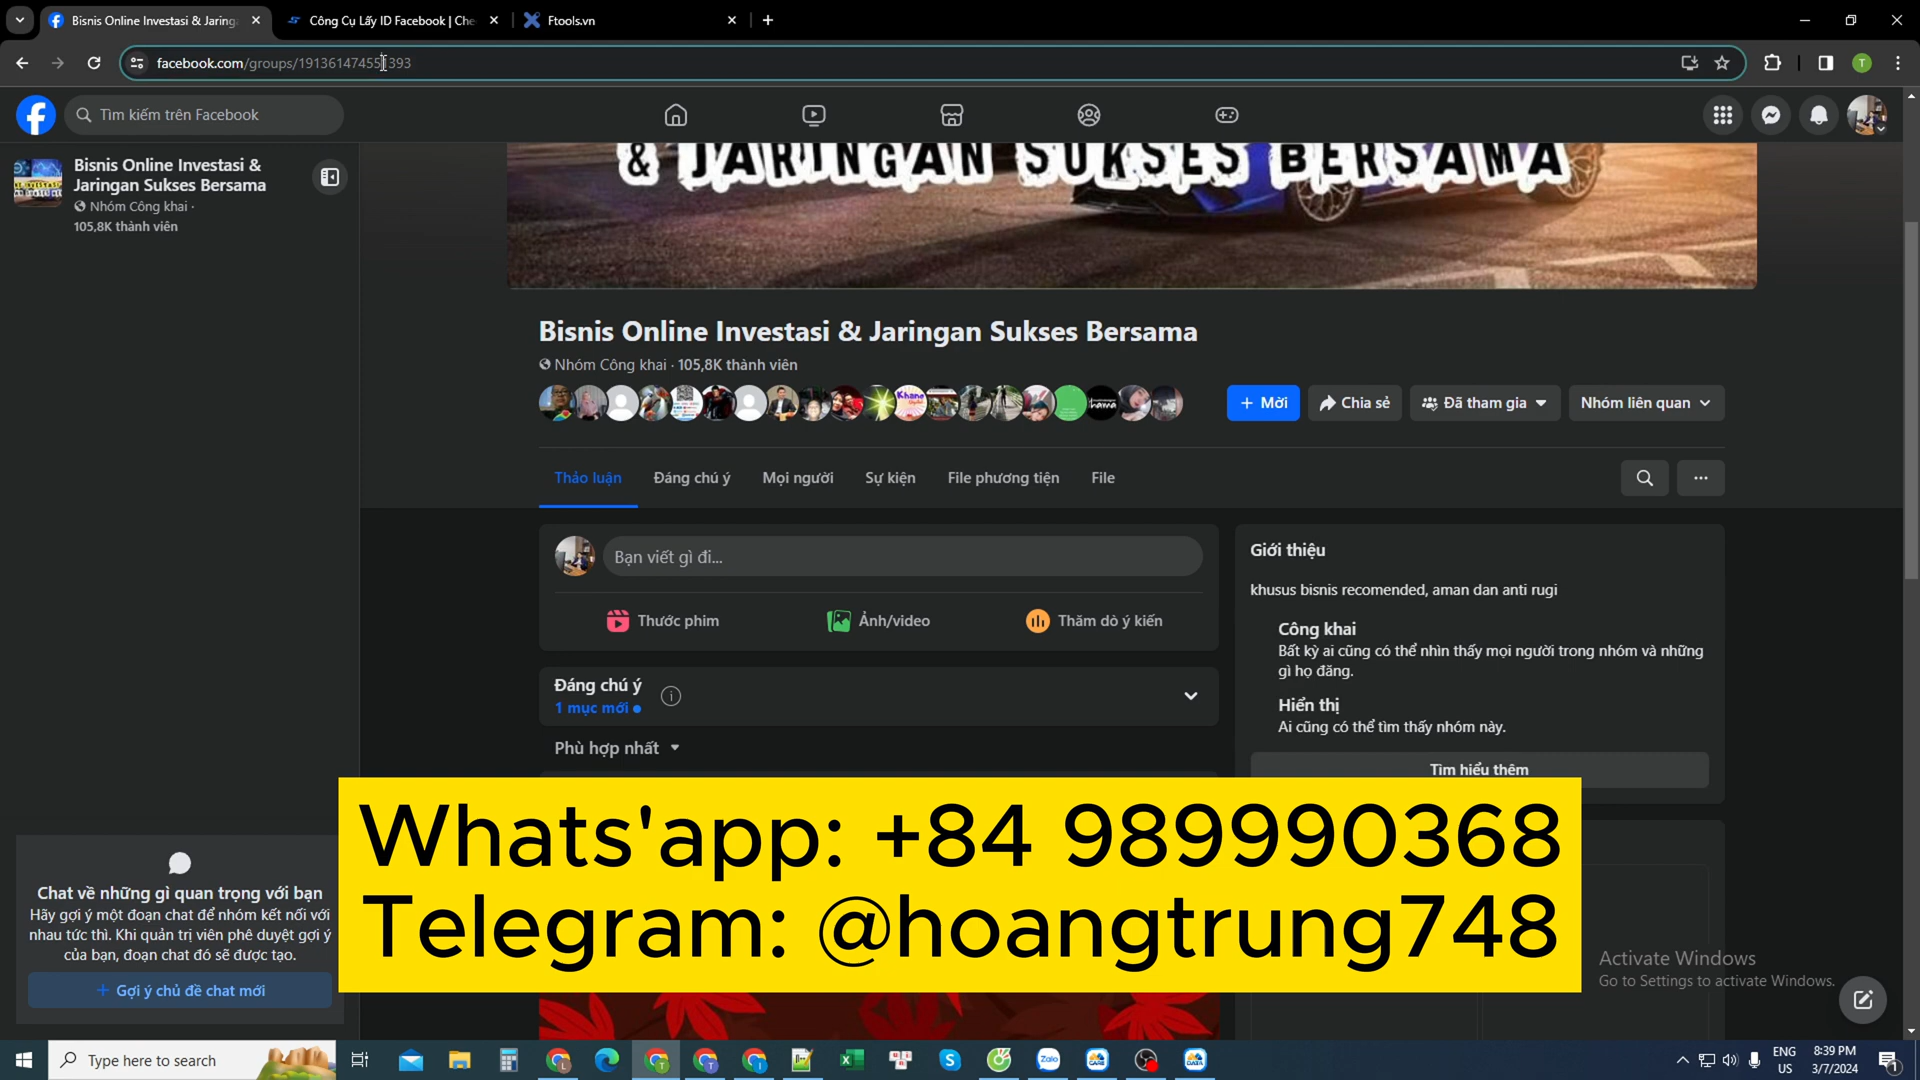 Bisnis Online Investasi & Jaring
Công Cụ Lấy ID Facebook | Che
Ftools.vn
facebook.com/groups/
T
Tìm kiếm trên Facebook
Bisnis Online Investasi &
Jaringan Sukses Bersama
Nhóm Công khai ·
105,8K thành viên
& JARINGAN SUKSES BERSAMA
Bisnis Online Investasi & Jaringan Sukses Bersama
Nhóm Công khai · 105,8K thành viên
+ Mời
Chia sẻ
Đã tham gia
Nhóm liên quan
Thảo luận
Đáng chú ý
Mọi người
Sự kiện
File phương tiện
File
Bạn viết gì đi...
Thước phim
Ảnh/video
Thăm dò ý kiến
Giới thiệu
khusus bisnis recomended, aman dan anti rugi
Công khai
Bất kỳ ai cũng có thể nhìn thấy mọi người trong nhóm và những
gì họ đăng.
Hiển thị
Ai cũng có thể tìm thấy nhóm này.
Tìm hiểu thêm
Đáng chú ý
1 mục mới
Phù hợp nhất
Whats'app: +84 989990368
Telegram: @hoangtrung748
Chat về những gì quan trọng với bạn
Hãy gợi ý một đoạn chat để nhóm kết nối với
nhau tức thì. Khi quản trị viên phê duyệt gợi ý
của bạn, đoạn chat đó sẽ được tạo.
+ Gợi ý chủ đề chat mới
Activate Windows
Go to Settings to activate Windows.
Type here to search
ENG
US
8:39 PM
3/7/2024